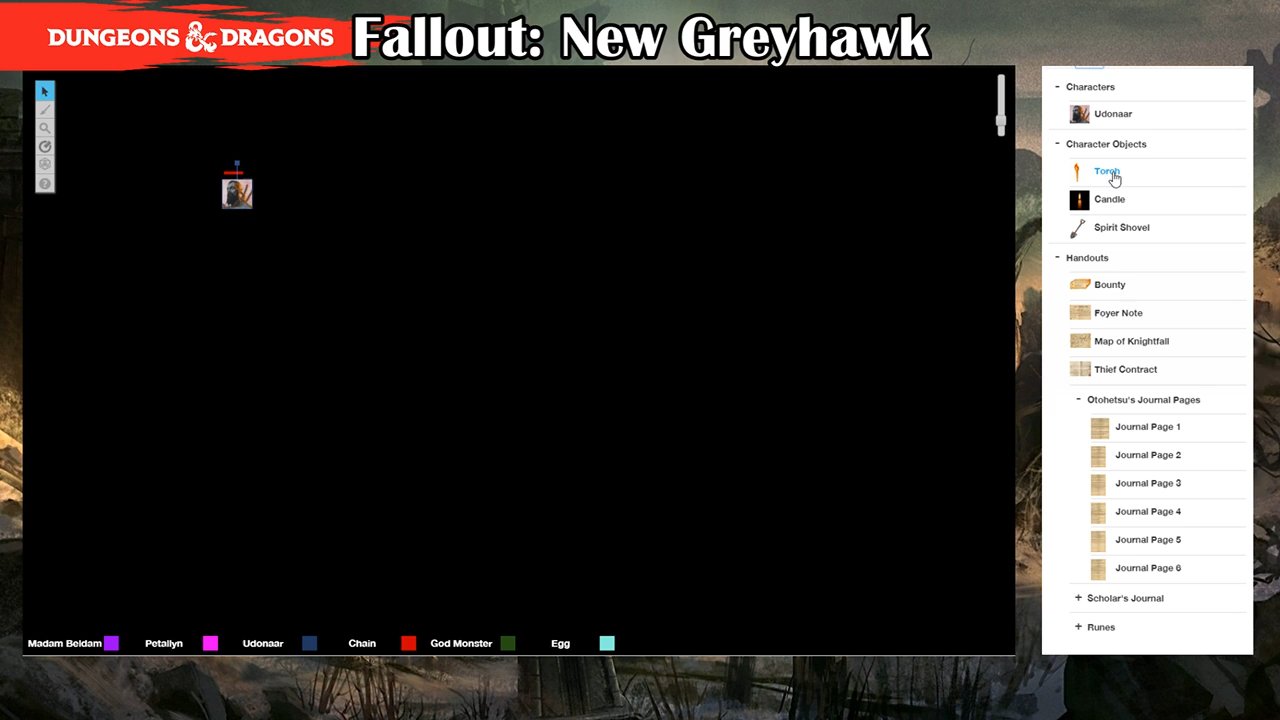 DUNGEONS & DRAGONS
Fallout: New Greyhawk
- Characters
Udonaar
- Character Objects
Torch
Candle
Spirit Shovel
- Handouts
Bounty
Foyer Note
Map of Knightfall
Thief Contract
- Otohetsu's Journal Pages
Journal Page 1
Journal Page 2
Journal Page 3
Journal Page 4
Journal Page 5
Journal Page 6
+ Scholar's Journal
+ Runes
Madam Beldam Petallyn Udonaar Chain God Monster Egg